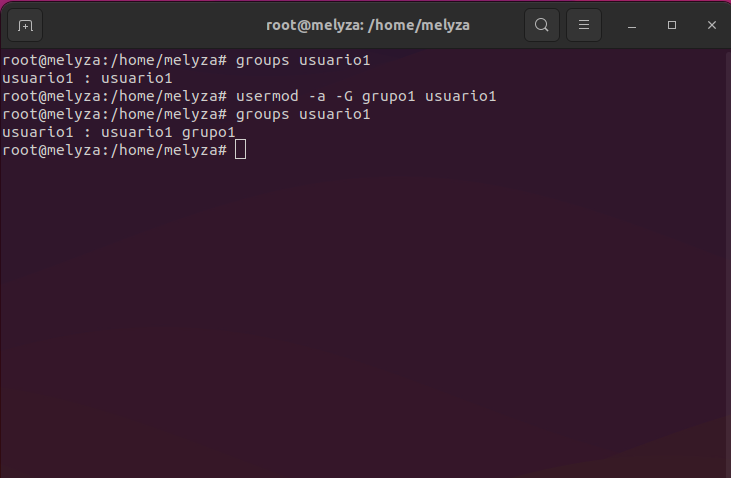 root@melyza: /home/melyza
root@melyza:/home/melyza# groups usuario1
usuario1 : usuario1
root@melyza:/home/melyza# usermod -a -G grupo1 usuario1
root@melyza:/home/melyza# groups usuario1
usuario1 : usuario1 grupo1
root@melyza:/home/melyza#